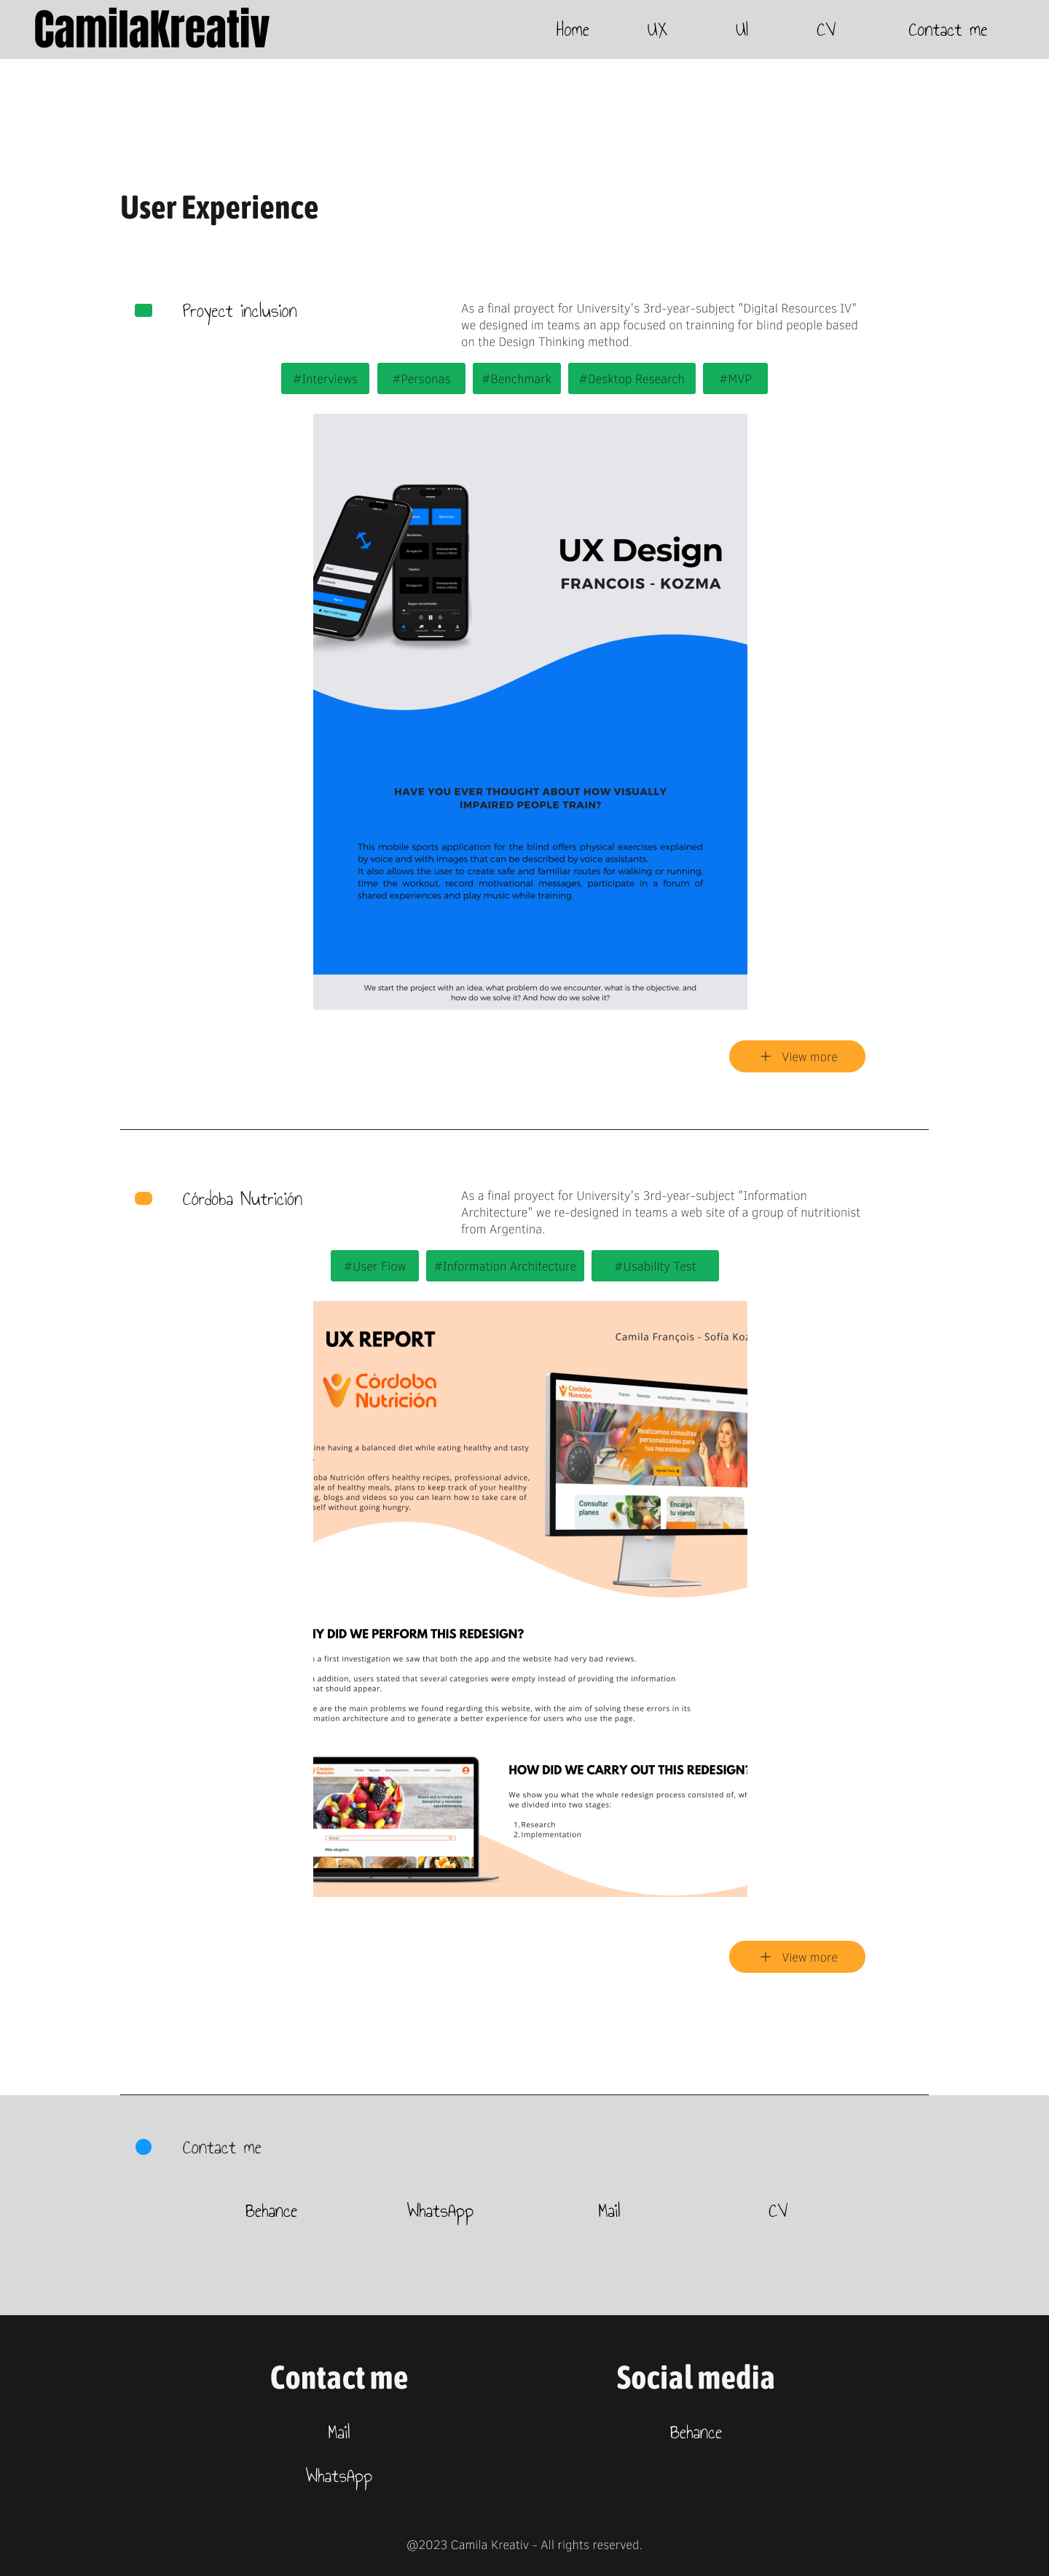 CamilaKreativ
Home UX UI CV Contact me
User Experience
Proyect inclusion
As a final proyect for University's 3rd-year-subject "Digital Resources IV"
we designed im teams an app focused on trainning for blind people based
on the Design Thinking method.
#Interviews #Personas #Benchmark #Desktop Research #MVP
UX Design
FRANCOIS - KOZMA
HAVE YOU EVER THOUGHT ABOUT HOW VISUALLY
IMPAIRED PEOPLE TRAIN?
This mobile sports application for the blind offers physical exercises explained
by voice and with images that can be described by voice assistants.
It also allows the user to create safe and familiar routes for walking or running,
time the workout, record motivational messages, participate in a forum of
shared experiences and play music while training.
We start the project with an idea, what problem do we encounter, what is the objective, and
how do we solve it? And how do we solve it?
+ View more
Córdoba Nutrición
As a final proyect for University's 3rd-year-subject "Information
Architecture" we re-designed in teams a web site of a group of nutritionist
from Argentina.
#User Flow #Information Architecture #Usability Test
UX REPORT
Camila François - Sofía Koz
Córdoba
Nutrición
ine having a balanced diet while eating healthy and tasty
oba Nutrición offers healthy recipes, professional advice,
ale of healthy meals, plans to keep track of your healthy
g, blogs and videos so you can learn how to take care of
self without going hungry.
Córdoba
Nutrición
Planes Recetas Acompañamiento Información Comunidad
Realizamos consultas
personalizadas para
tus necesidades
Consultar
planes
Encargá
tu vianda
Y DID WE PERFORM THIS REDESIGN?
a first investigation we saw that both the app and the website had very bad reviews.
addition, users stated that several categories were empty instead of providing the information
at should appear.
e are the main problems we found regarding this website, with the aim of solving these errors in its
mation architecture and to generate a better experience for users who use the page.
HOW DID WE CARRY OUT THIS REDESIGN?
We show you what the whole redesign process consisted of, wh
we divided into two stages:
1.Research
2.Implementation
+ View more
Contact me
Behance WhatsApp Mail CV
Contact me Social media
Mail Behance
WhatsApp
@2023 Camila Kreativ - All rights reserved.